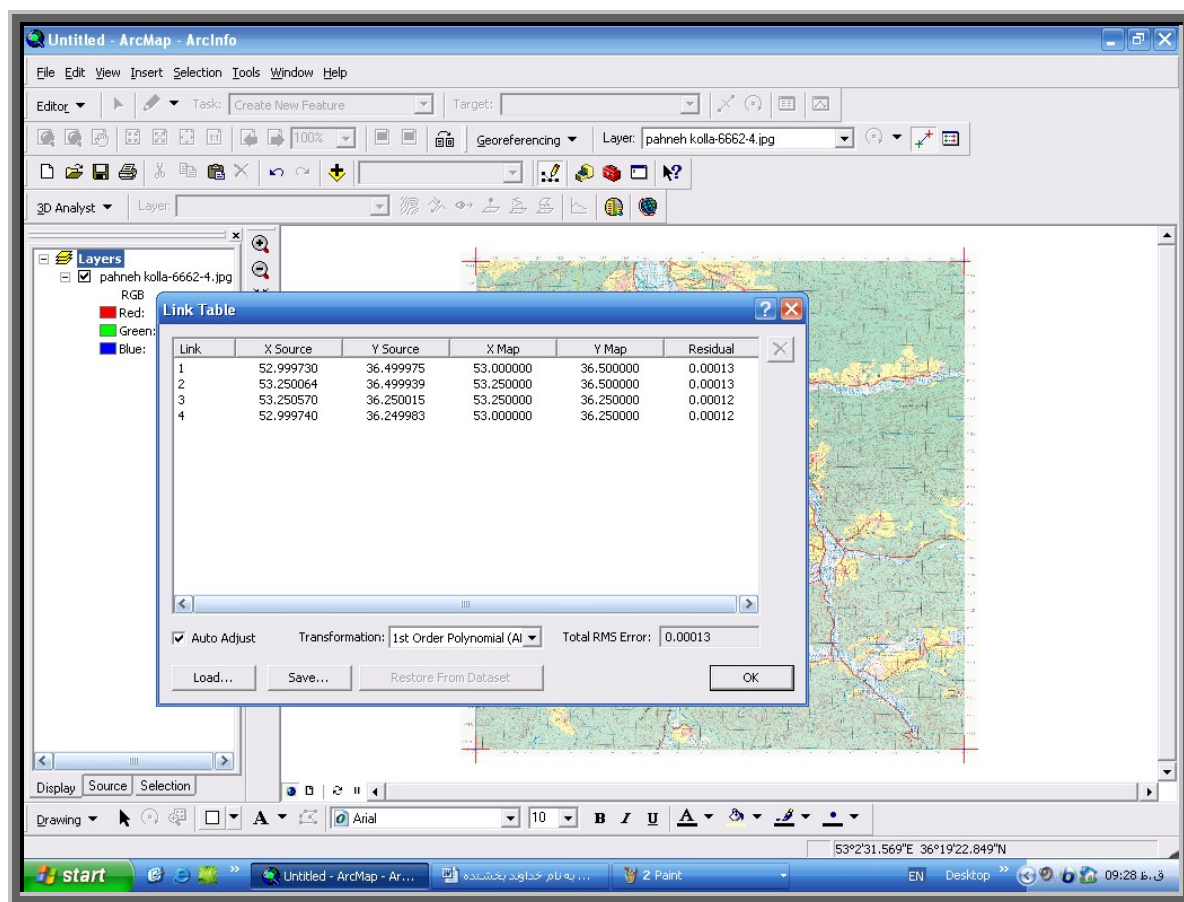 Untitled - ArcMap - ArcInfo
File Edit View Insert Selection Tools Window Help
Editor Task: Create New Feature Target:
100% Georeferencing Layer: pahneh kolla-6662-4.jpg
3D Analyst Layer:
Layers
pahneh kolla-6662-4.jpg
RGB
Red:
Green:
Blue:
Link Table
Link X Source Y Source X Map Y Map Residual
1 52.999730 36.499975 53.000000 36.500000 0.00013
2 53.250064 36.499939 53.250000 36.500000 0.00013
3 53.250570 36.250015 53.250000 36.250000 0.00012
4 52.999740 36.249983 53.000000 36.250000 0.00012
Auto Adjust Transformation: 1st Order Polynomial (Af Total RMS Error: 0.00013
Load... Save... Restore From Dataset OK
Display Source Selection
Drawing A Arial 10 B I U A
53°2'31.569"E 36°19'22.849"N
start Untitled - ArcMap - Ar... به نام خداوند بخشنده ... 2 Paint EN Desktop 09:28 ق.ظ